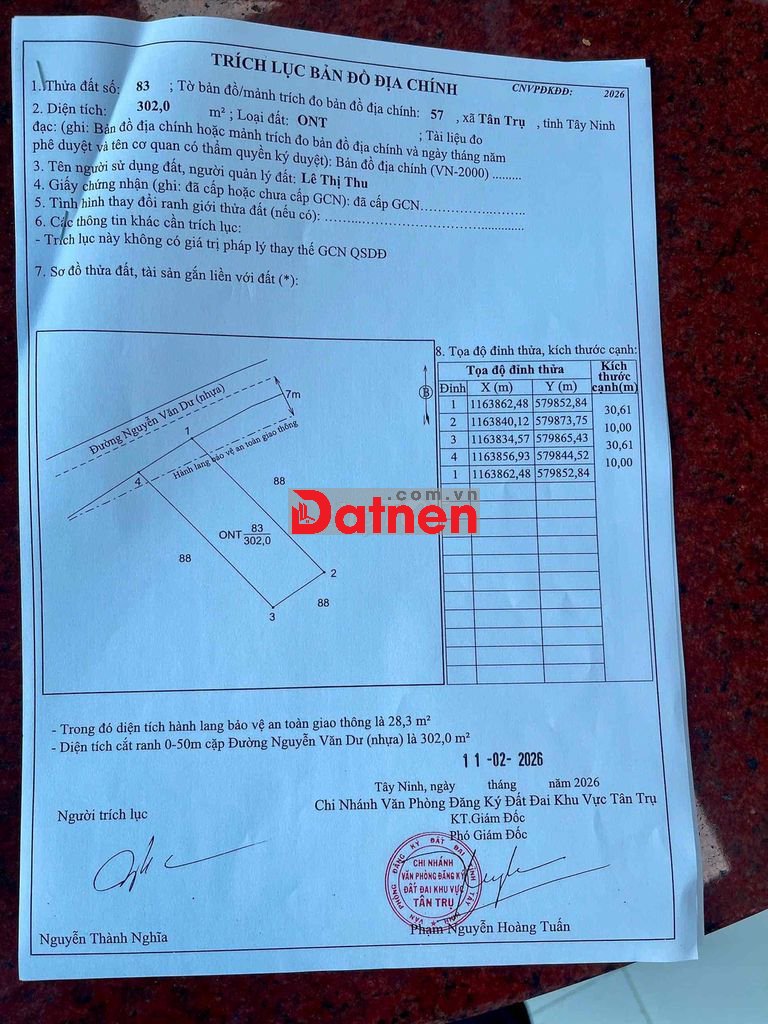 TRÍCH LỤC BẢN ĐỒ ĐỊA CHÍNH
CNVPĐKĐĐ: 2026
1. Thửa đất số: 83 ; Tờ bản đồ/mảnh trích đo bản đồ địa chính: 57 , xã Tân Trụ , tỉnh Tây Ninh
2. Diện tích: 302,0 m² ; Loại đất: ONT ; Tài liệu đo
đạc: (ghi: Bản đồ địa chính hoặc mảnh trích đo bản đồ địa chính và ngày tháng năm
phê duyệt và tên cơ quan có thẩm quyền ký duyệt): Bản đồ địa chính (VN-2000) .........
3. Tên người sử dụng đất, người quản lý đất: Lê Thị Thu
4. Giấy chứng nhận (ghi: đã cấp hoặc chưa cấp GCN): đã cấp GCN........................
5. Tình hình thay đổi ranh giới thửa đất (nếu có): ................................................
6. Các thông tin khác cần trích lục:
- Trích lục này không có giá trị pháp lý thay thế GCN QSDĐ
7. Sơ đồ thửa đất, tài sản gắn liền với đất (*):
8. Tọa độ đỉnh thửa, kích thước cạnh:
Tọa độ đỉnh thửa Kích thước cạnh(m)
Đỉnh X (m) Y (m)
1 1163862,48 579852,84
30,61
2 1163840,12 579873,75
10,00
3 1163834,57 579865,43
30,61
4 1163856,93 579844,52
10,00
1 1163862,48 579852,84
B
Đường Nguyễn Văn Dư (nhựa)
7m
1
Hành lang bảo vệ an toàn giao thông
4
88
ONT 83
302,0
88
2
88
3
.com.vn
Datnen
- Trong đó diện tích hành lang bảo vệ an toàn giao thông là 28,3 m²
- Diện tích cắt ranh 0-50m cặp Đường Nguyễn Văn Dư (nhựa) là 302,0 m²
11-02-2026
Tây Ninh, ngày tháng năm 2026
Chi Nhánh Văn Phòng Đăng Ký Đất Đai Khu Vực Tân Trụ
Người trích lục
KT.Giám Đốc
Phó Giám Đốc
VĂN PHÒNG ĐĂNG KÝ ĐẤT ĐAI TỈNH TÂY NINH
CHI NHÁNH
VĂN PHÒNG ĐĂNG KÝ
ĐẤT ĐAI KHU VỰC
TÂN TRỤ
Nguyễn Thành Nghĩa
Phạm Nguyễn Hoàng Tuấn